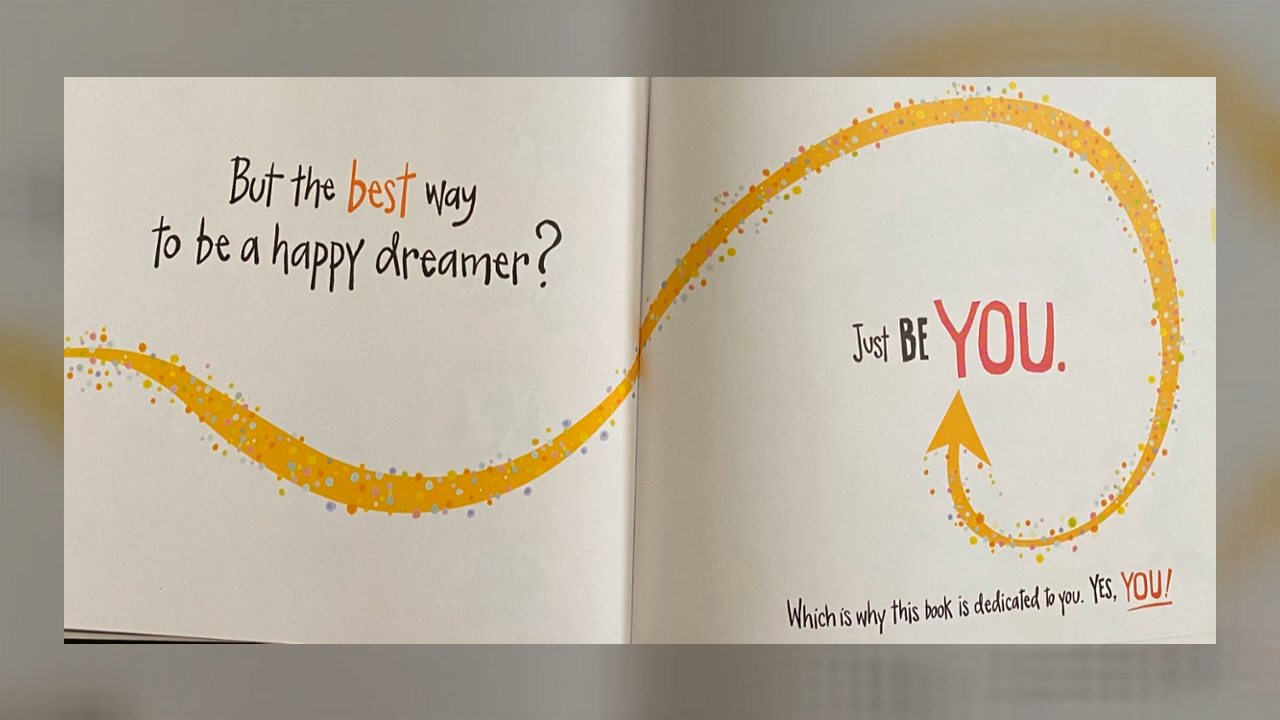 But the best way
to be a happy dreamer?
Just BE YOU.
Which is why this book is dedicated to you. YES, YOU!